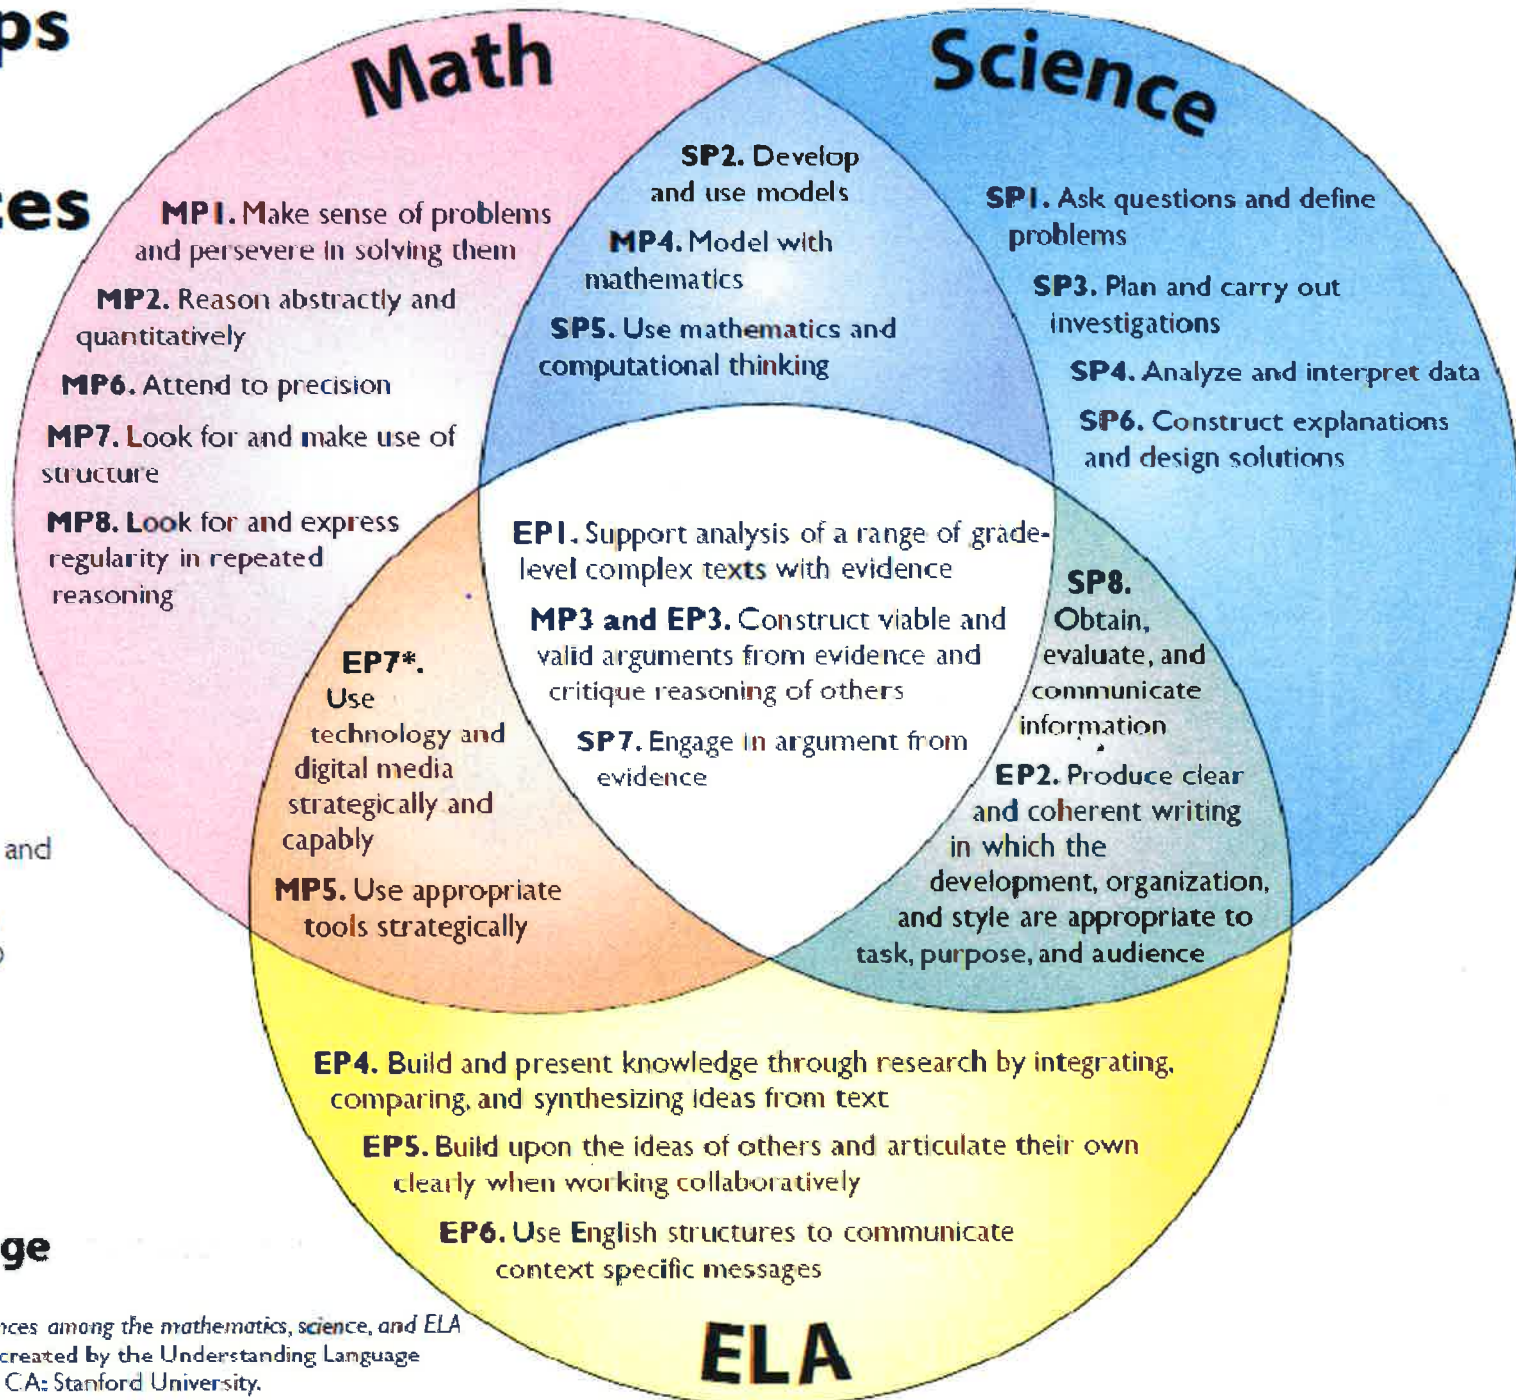 ps
es
Math
Science
MP1. Make sense of problems
and persevere in solving them
MP2. Reason abstractly and
quantitatively
MP6. Attend to precision
MP7. Look for and make use of
structure
MP8. Look for and express
regularity in repeated
reasoning
SP2. Develop
and use models
MP4. Model with
mathematics
SP5. Use mathematics and
computational thinking
SP1. Ask questions and define
problems
SP3. Plan and carry out
investigations
SP4. Analyze and interpret data
SP6. Construct explanations
and design solutions
EP1. Support analysis of a range of grade-
level complex texts with evidence
MP3 and EP3. Construct viable and
valid arguments from evidence and
critique reasoning of others
SP7. Engage in argument from
evidence
EP7*.
Use
technology and
digital media
strategically and
capably
MP5. Use appropriate
tools strategically
SP8.
Obtain,
evaluate, and
communicate
information
EP2. Produce clear
and coherent writing
in which the
development, organization,
and style are appropriate to
task, purpose, and audience
and
EP4. Build and present knowledge through research by integrating,
comparing, and synthesizing ideas from text
EP5. Build upon the ideas of others and articulate their own
clearly when working collaboratively
EP6. Use English structures to communicate
context specific messages
ELA
ge
nces among the mathematics, science, and ELA
created by the Understanding Language
CA: Stanford University.